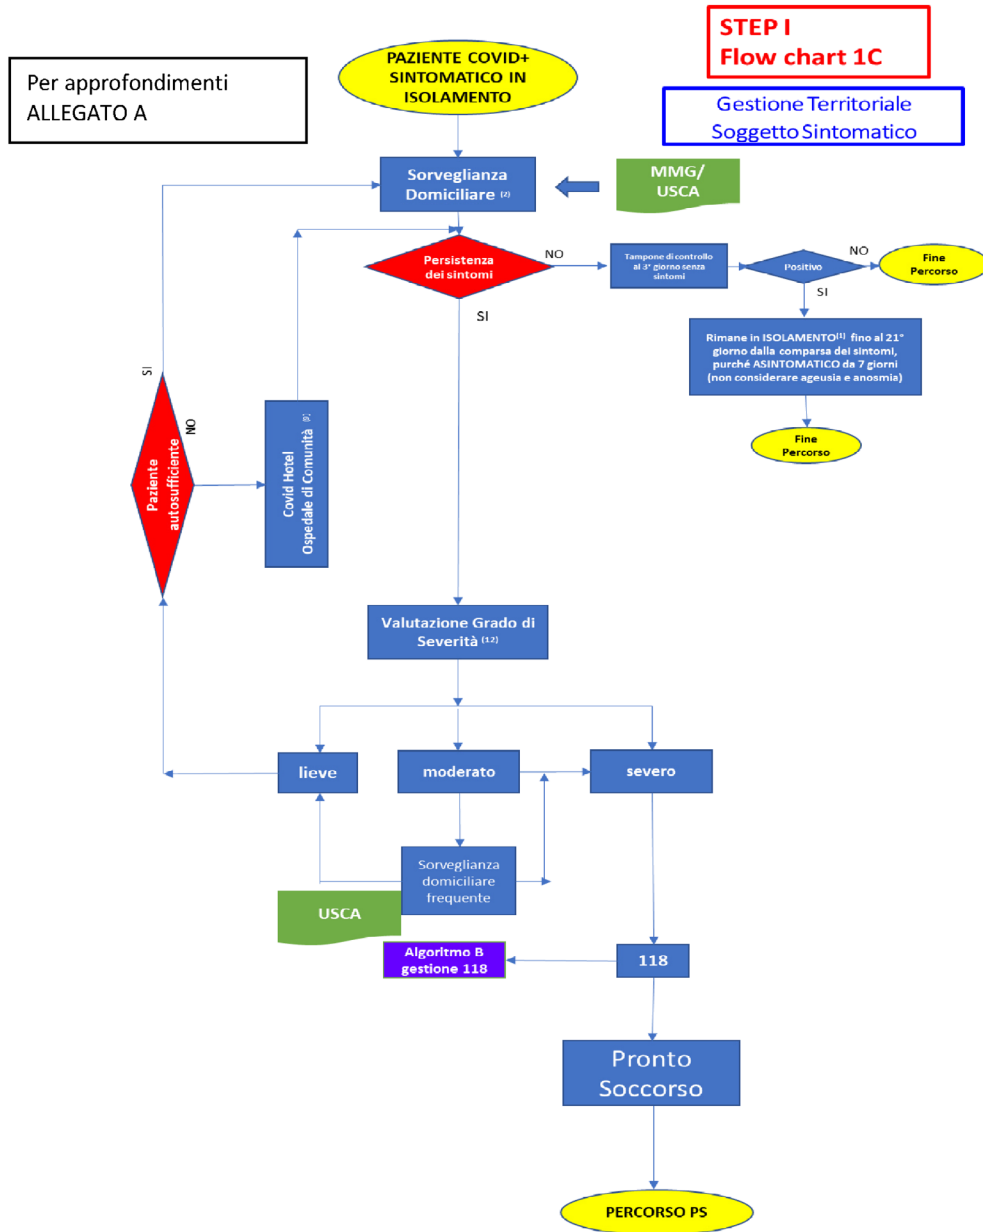 STEP I
Flow chart 1C
Per approfondimenti
ALLEGATO A
PAZIENTE COVID+
SINTOMATICO IN
ISOLAMENTO
Gestione Territoriale
Soggetto Sintomatico
Sorveglianza
Domiciliare (2)
MMG/
USCA
Persistenza
dei sintomi
NO
Tampone di controllo
al 3° giorno senza
sintomi
Positivo
NO
Fine
Percorso
SI
SI
Rimane in ISOLAMENTO(1) fino al 21°
giorno dalla comparsa dei sintomi,
purché ASINTOMATICO da 7 giorni
(non considerare ageusia e anosmia)
Fine
Percorso
SI
NO
Paziente
autosufficiente
Covid Hotel
Ospedale di Comunità (9)
Valutazione Grado di
Severità (12)
lieve
moderato
severo
Sorveglianza
domiciliare
frequente
USCA
Algoritmo B
gestione 118
118
Pronto
Soccorso
PERCORSO PS